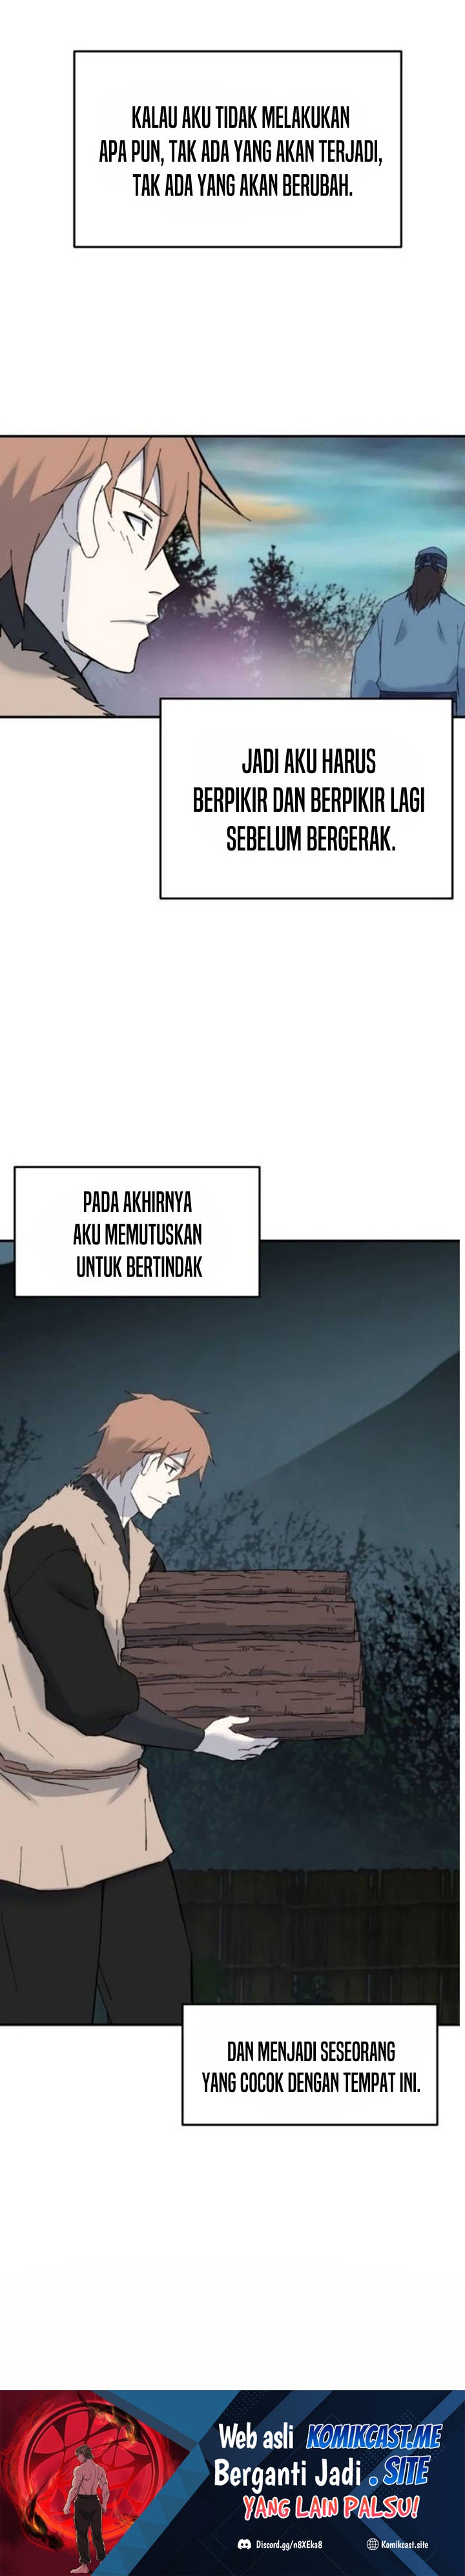 KALAU AKU TIDAK MELAKUKAN
APA PUN, TAK ADA YANG AKAN TERJADI,
TAK ADA YANG AKAN BERUBAH.
JADI AKU HARUS
BERPIKIR DAN BERPIKIR LAGI
SEBELUM BERGERAK.
PADA AKHIRNYA
AKU MEMUTUSKAN
UNTUK BERTINDAK
DAN MENJADI SESEORANG
YANG COCOK DENGAN TEMPAT INI.
Web asli KOMIKCAST.ME
Berganti Jadi .SITE
YANG LAIN PALSU!
Discord.gg/n8XEka8 Komikcast.site